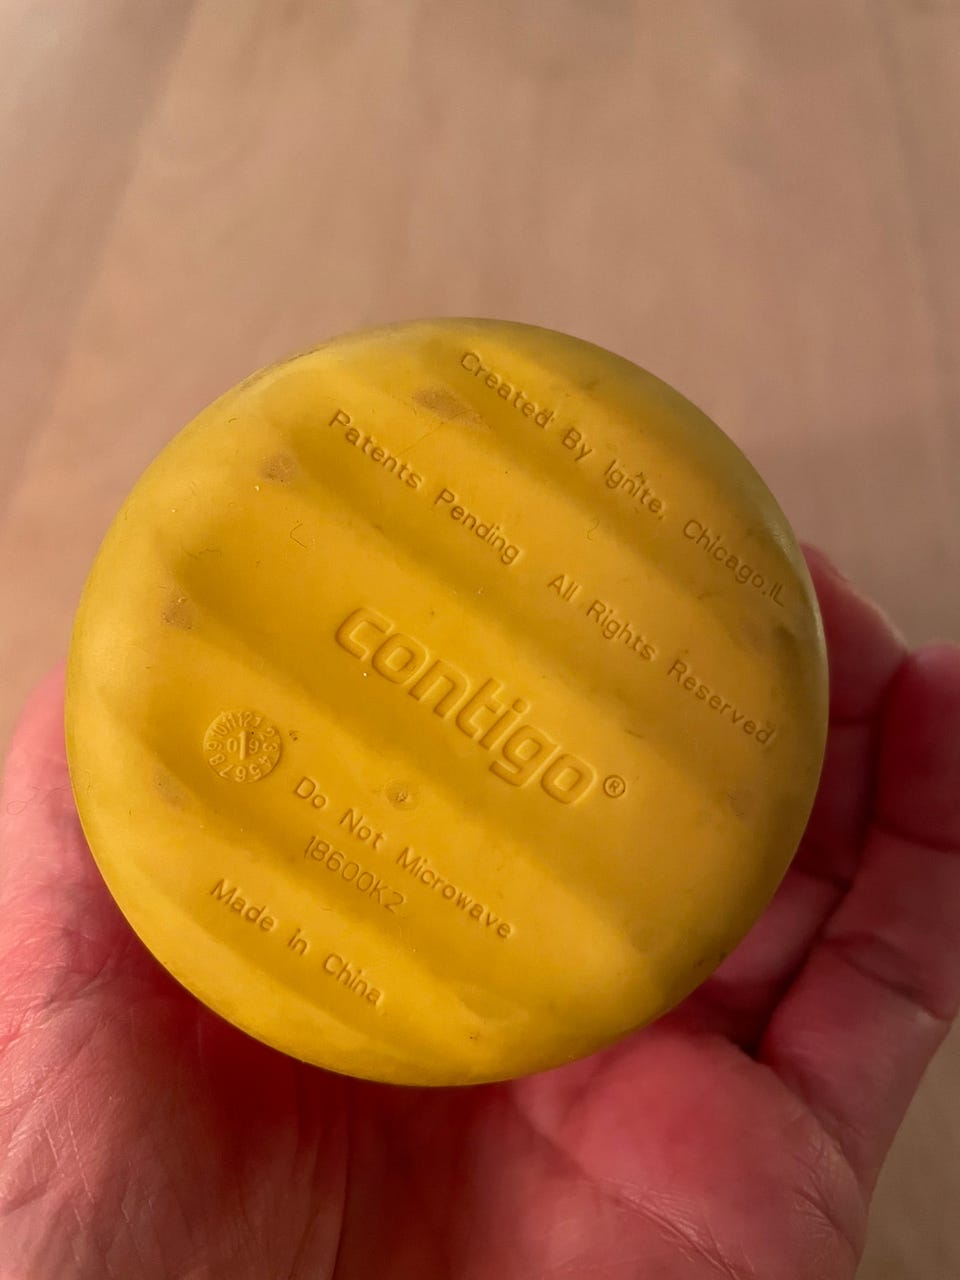 Created By Ignite, Chicago,IL
Patents Pending All Rights Reserved
contigo®
Do Not Microwave
18600K2
Made in China